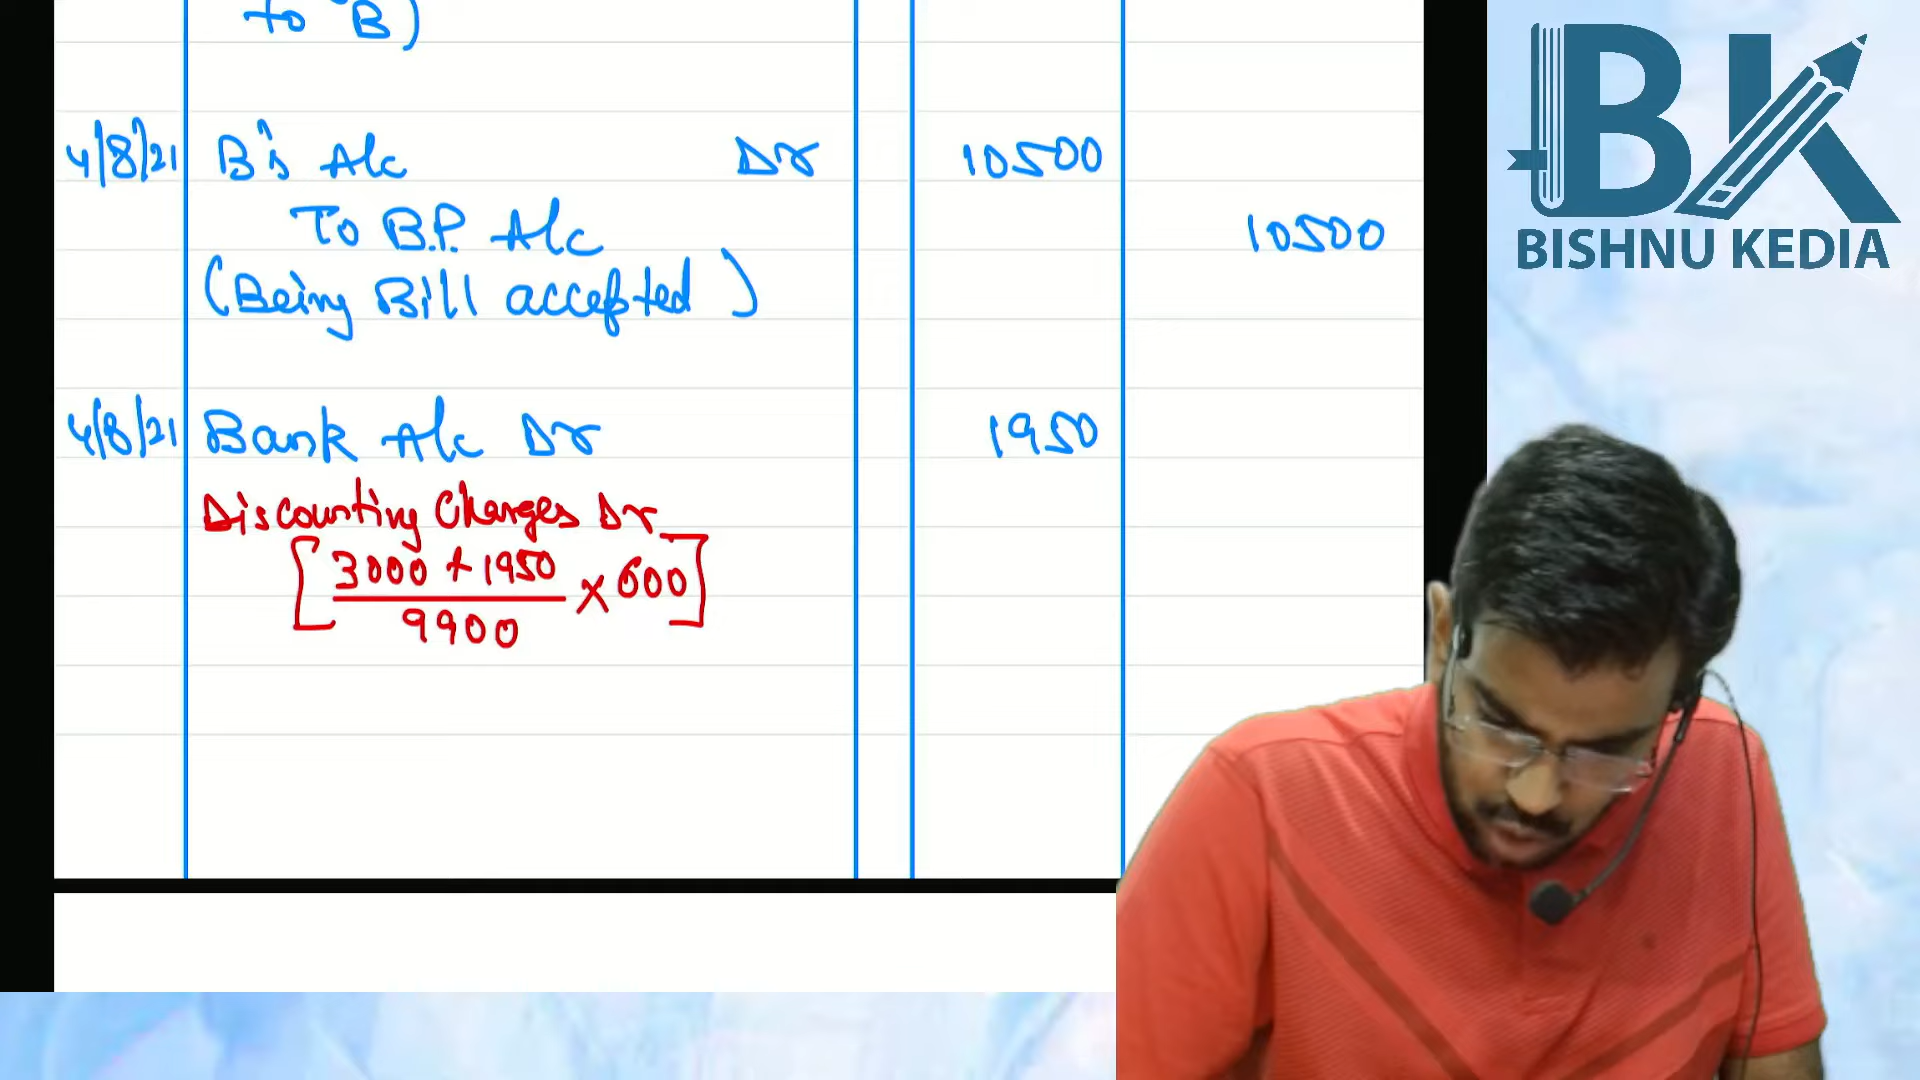 to B)
4/8/21 B's A/c Dr 10500
To B.P. A/c 10500
(Being Bill accepted)
4/8/21 Bank A/c Dr 1950
Discounting Charges Dr
[3000 + 1950
9900 × 600]
BK
BISHNU KEDIA